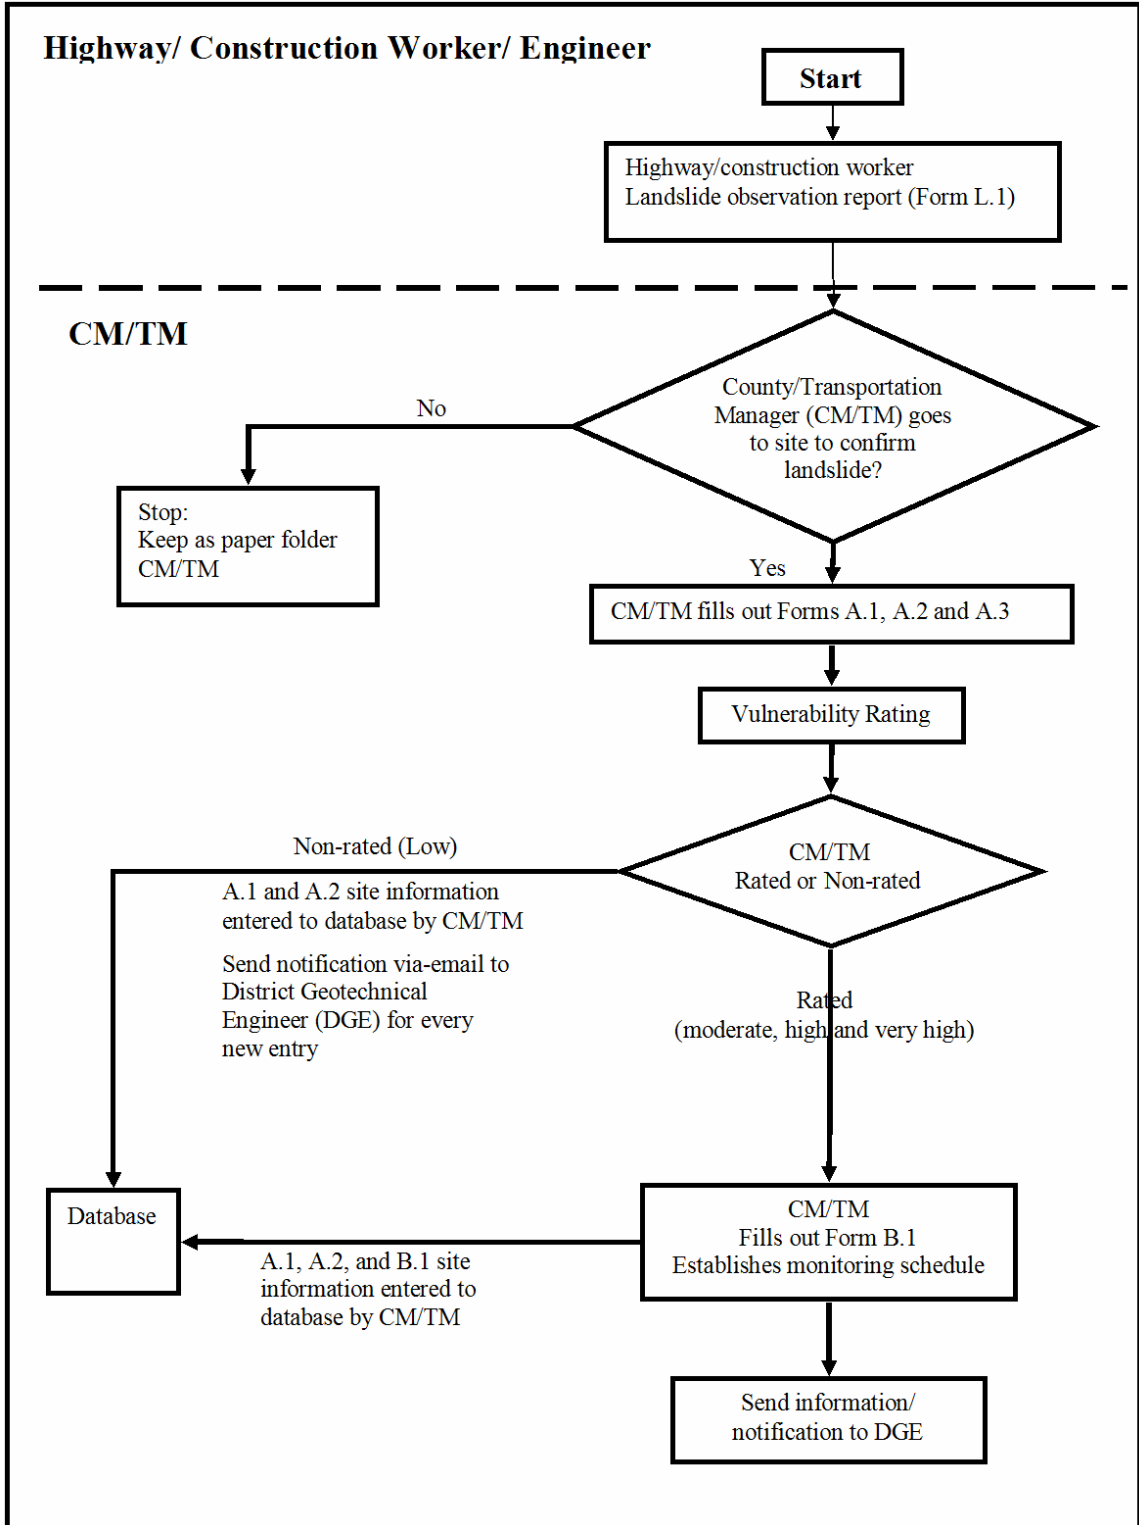 Highway/ Construction Worker/ Engineer
Start
Highway/construction worker
Landslide observation report (Form L.1)
CM/TM
County/Transportation
Manager (CM/TM) goes
to site to confirm
landslide?
No
Stop:
Keep as paper folder
CM/TM
Yes
CM/TM fills out Forms A.1, A.2 and A.3
Vulnerability Rating
CM/TM
Rated or Non-rated
Non-rated (Low)
A.1 and A.2 site information
entered to database by CM/TM
Send notification via-email to
District Geotechnical
Engineer (DGE) for every
new entry
Rated
(moderate, high and very high)
Database
CM/TM
Fills out Form B.1
Establishes monitoring schedule
A.1, A.2, and B.1 site
information entered to
database by CM/TM
Send information/
notification to DGE